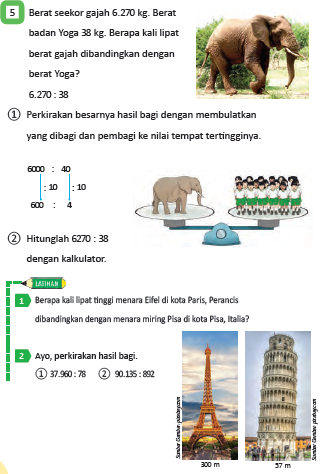 5
Berat seekor gajah 6.270 kg. Berat
badan Yoga 38 kg. Berapa kali lipat
berat gajah dibandingkan dengan
berat Yoga?
6.270 : 38
① Perkirakan besarnya hasil bagi dengan membulatkan
yang dibagi dan pembagi ke nilai tempat tertingginya.
6000 : 40
: 10 : 10
600 : 4
② Hitunglah 6270 : 38
dengan kalkulator.
LATIHAN
1 Berapa kali lipat tinggi menara Eifel di kota Paris, Perancis
dibandingkan dengan menara miring Pisa di kota Pisa, Italia?
2 Ayo, perkirakan hasil bagi.
① 37.960 : 78 ② 90.135 : 892
Sumber Gambar: pixabay.com
Sumber Gambar: pixabay.com
300 m
57 m